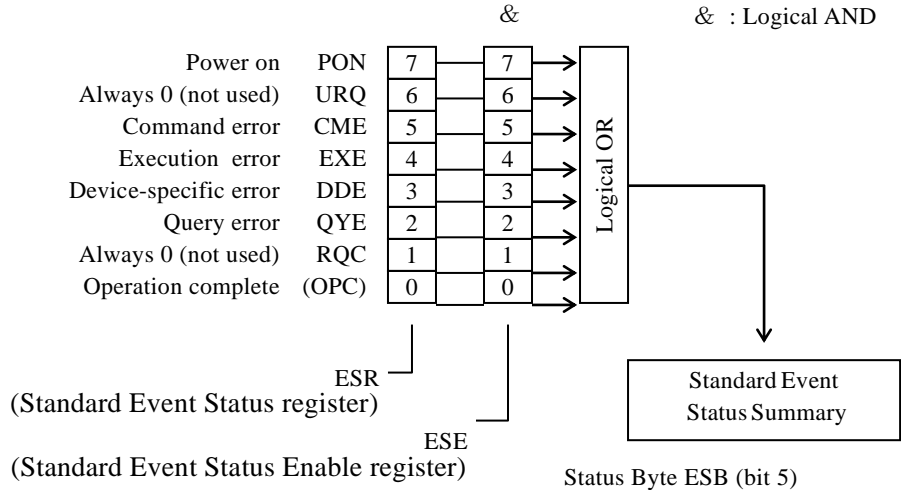 & & : Logical AND
Power on PON 7 7
Always 0 (not used) URQ 6 6
Command error CME 5 5
Execution error EXE 4 4
Device-specific error DDE 3 3
Query error QYE 2 2
Always 0 (not used) RQC 1 1
Operation complete (OPC) 0 0
Logical OR
ESR
(Standard Event Status register)
ESE
(Standard Event Status Enable register)
Standard Event
Status Summary
Status Byte ESB (bit 5)